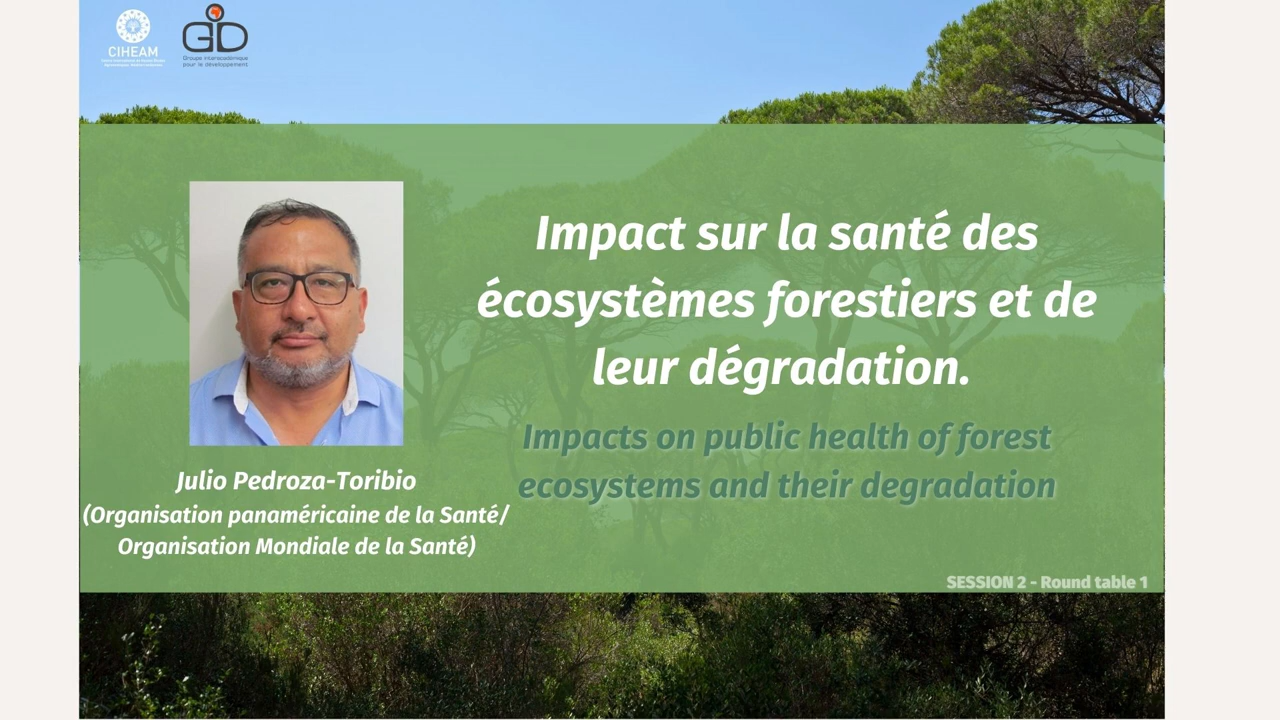 CIHEAM
GID
Groupe interacadémique
pour le développement
Impact sur la santé des
écosystèmes forestiers et de
leur dégradation.
Impacts on public health of forest
ecosystems and their degradation
Julio Pedroza-Toribio
(Organisation panaméricaine de la Santé/
Organisation Mondiale de la Santé)
SESSION 2 - Round table 1